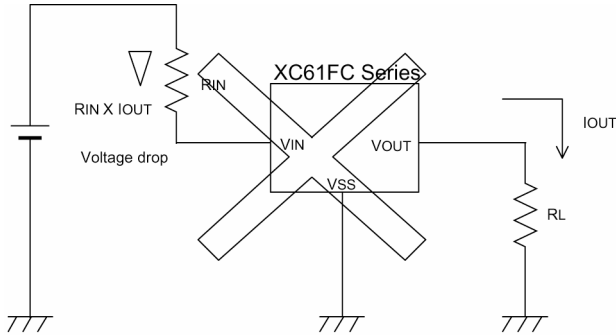 XC61FC Series
RIN
RIN X IOUT
IOUT
VIN
VOUT
Voltage drop
VSS
RL